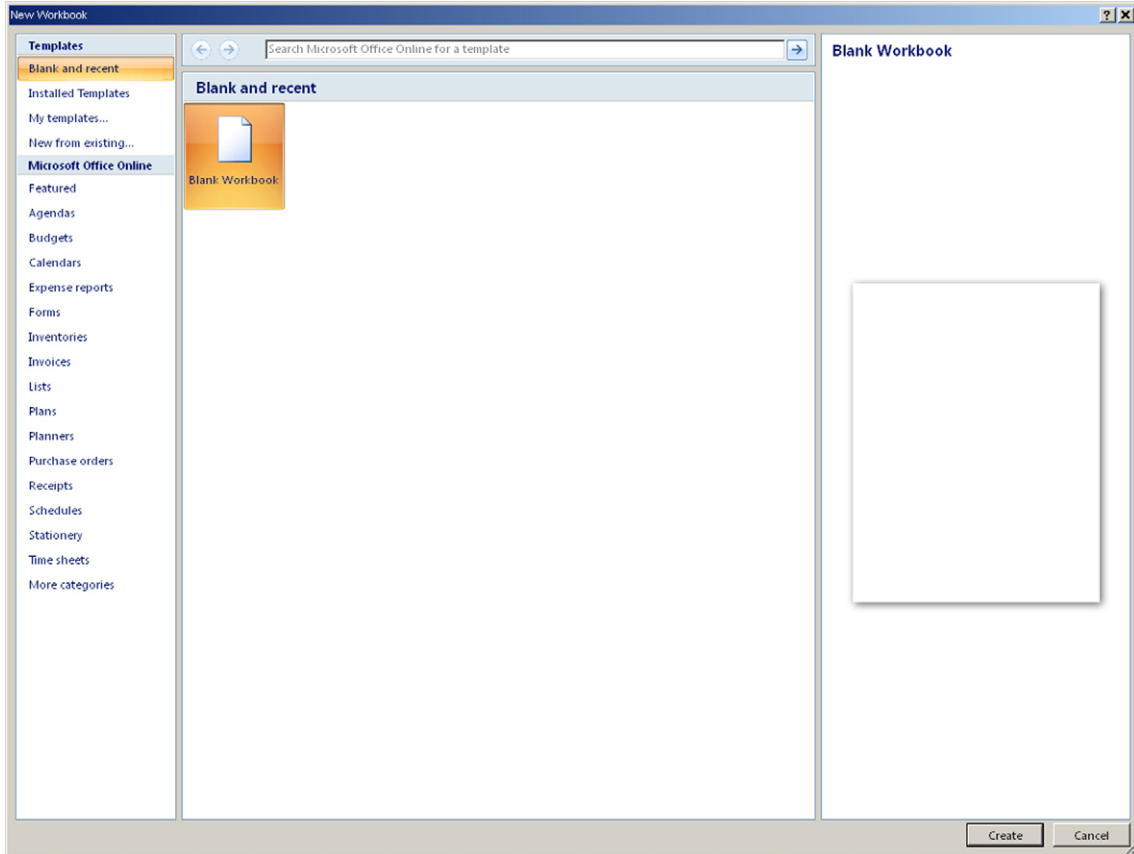 New Workbook
Templates
Blank and recent
Installed Templates
My templates...
New from existing...
Microsoft Office Online
Featured
Agendas
Budgets
Calendars
Expense reports
Forms
Inventories
Invoices
Lists
Plans
Planners
Purchase orders
Receipts
Schedules
Stationery
Time sheets
More categories
Search Microsoft Office Online for a template
Blank and recent
Blank Workbook
Blank Workbook
Create
Cancel